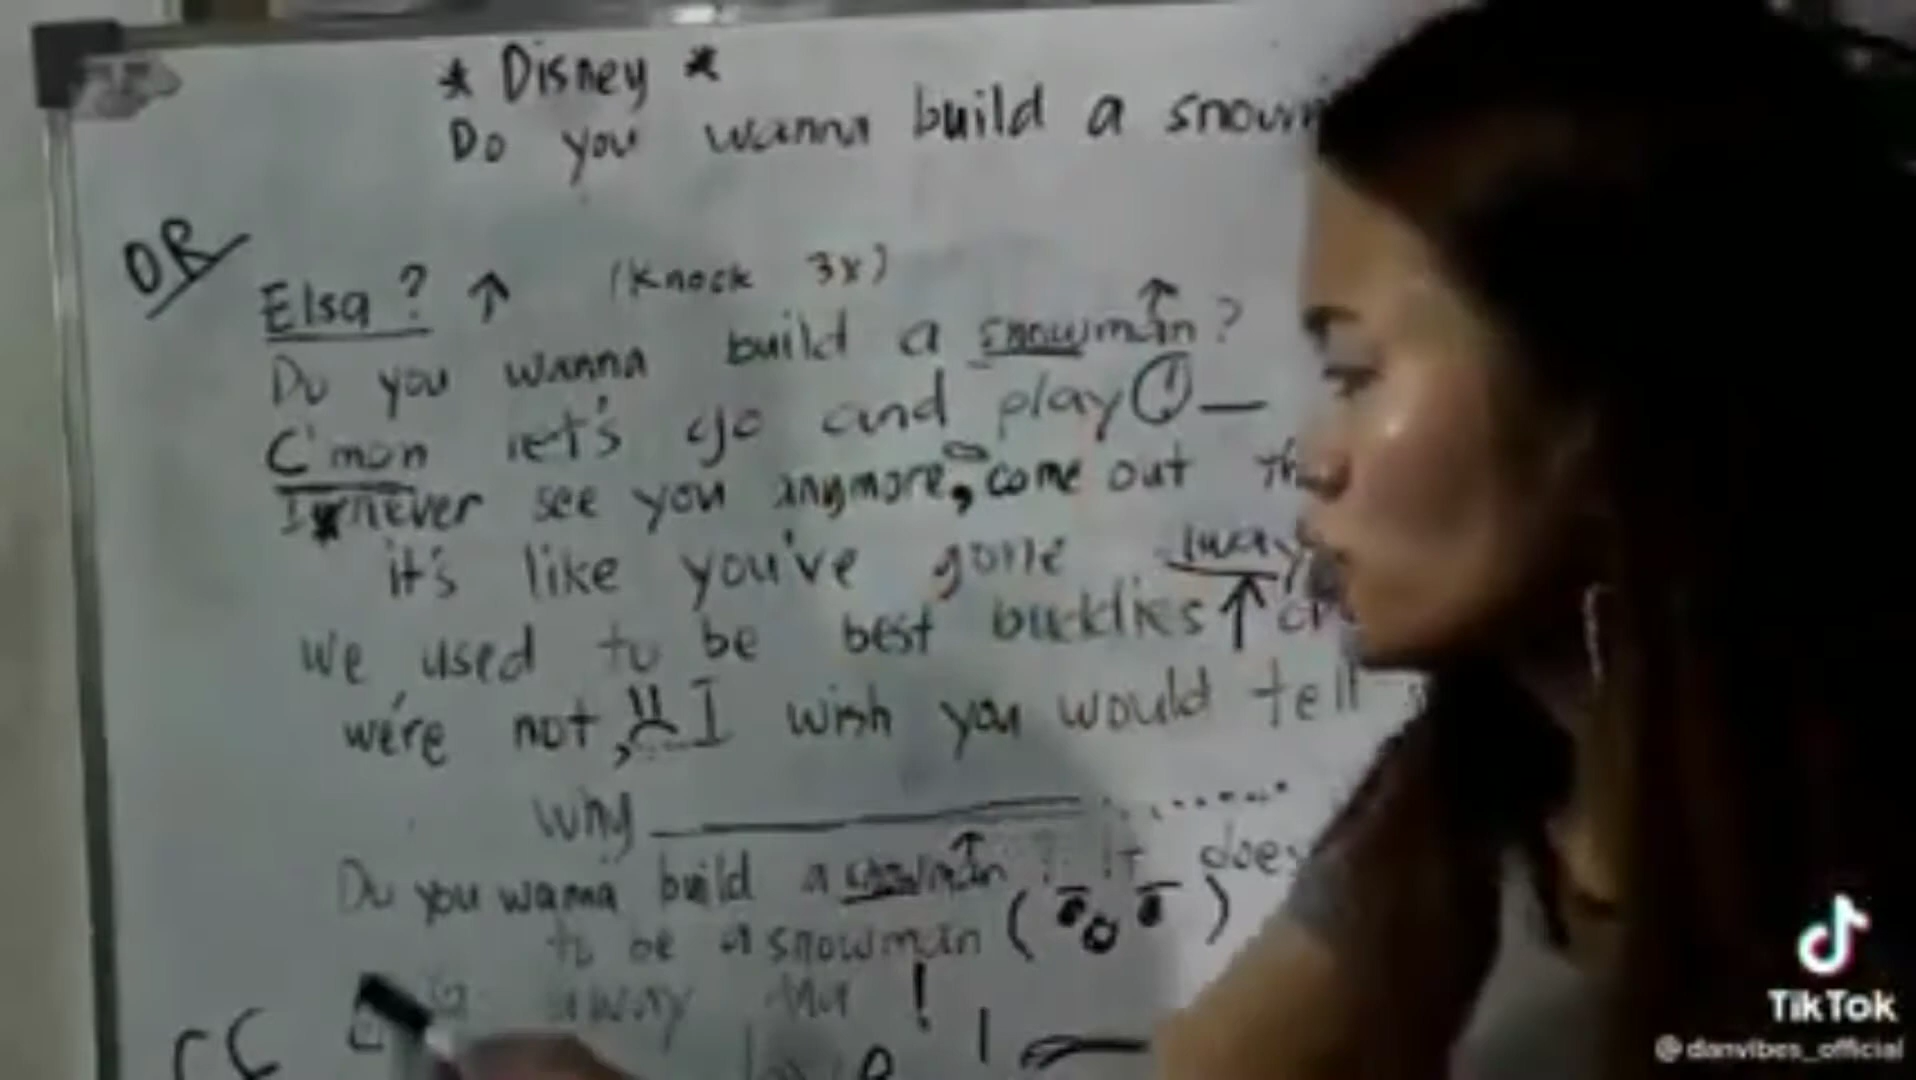 * Disney *
Do you wanna build a snowm
OR
Elsa? ↑ (Knock 3x)
Do you wanna build a snowman?
C'mon let's go and play
I never see you anymore, come out th
it's like you've gone away
we used to be best buddies ↑
we're not, I wish you would tell
why
Do you wanna build a snowman? It does
to be a snowman
away
TikTok
@danvibes_official